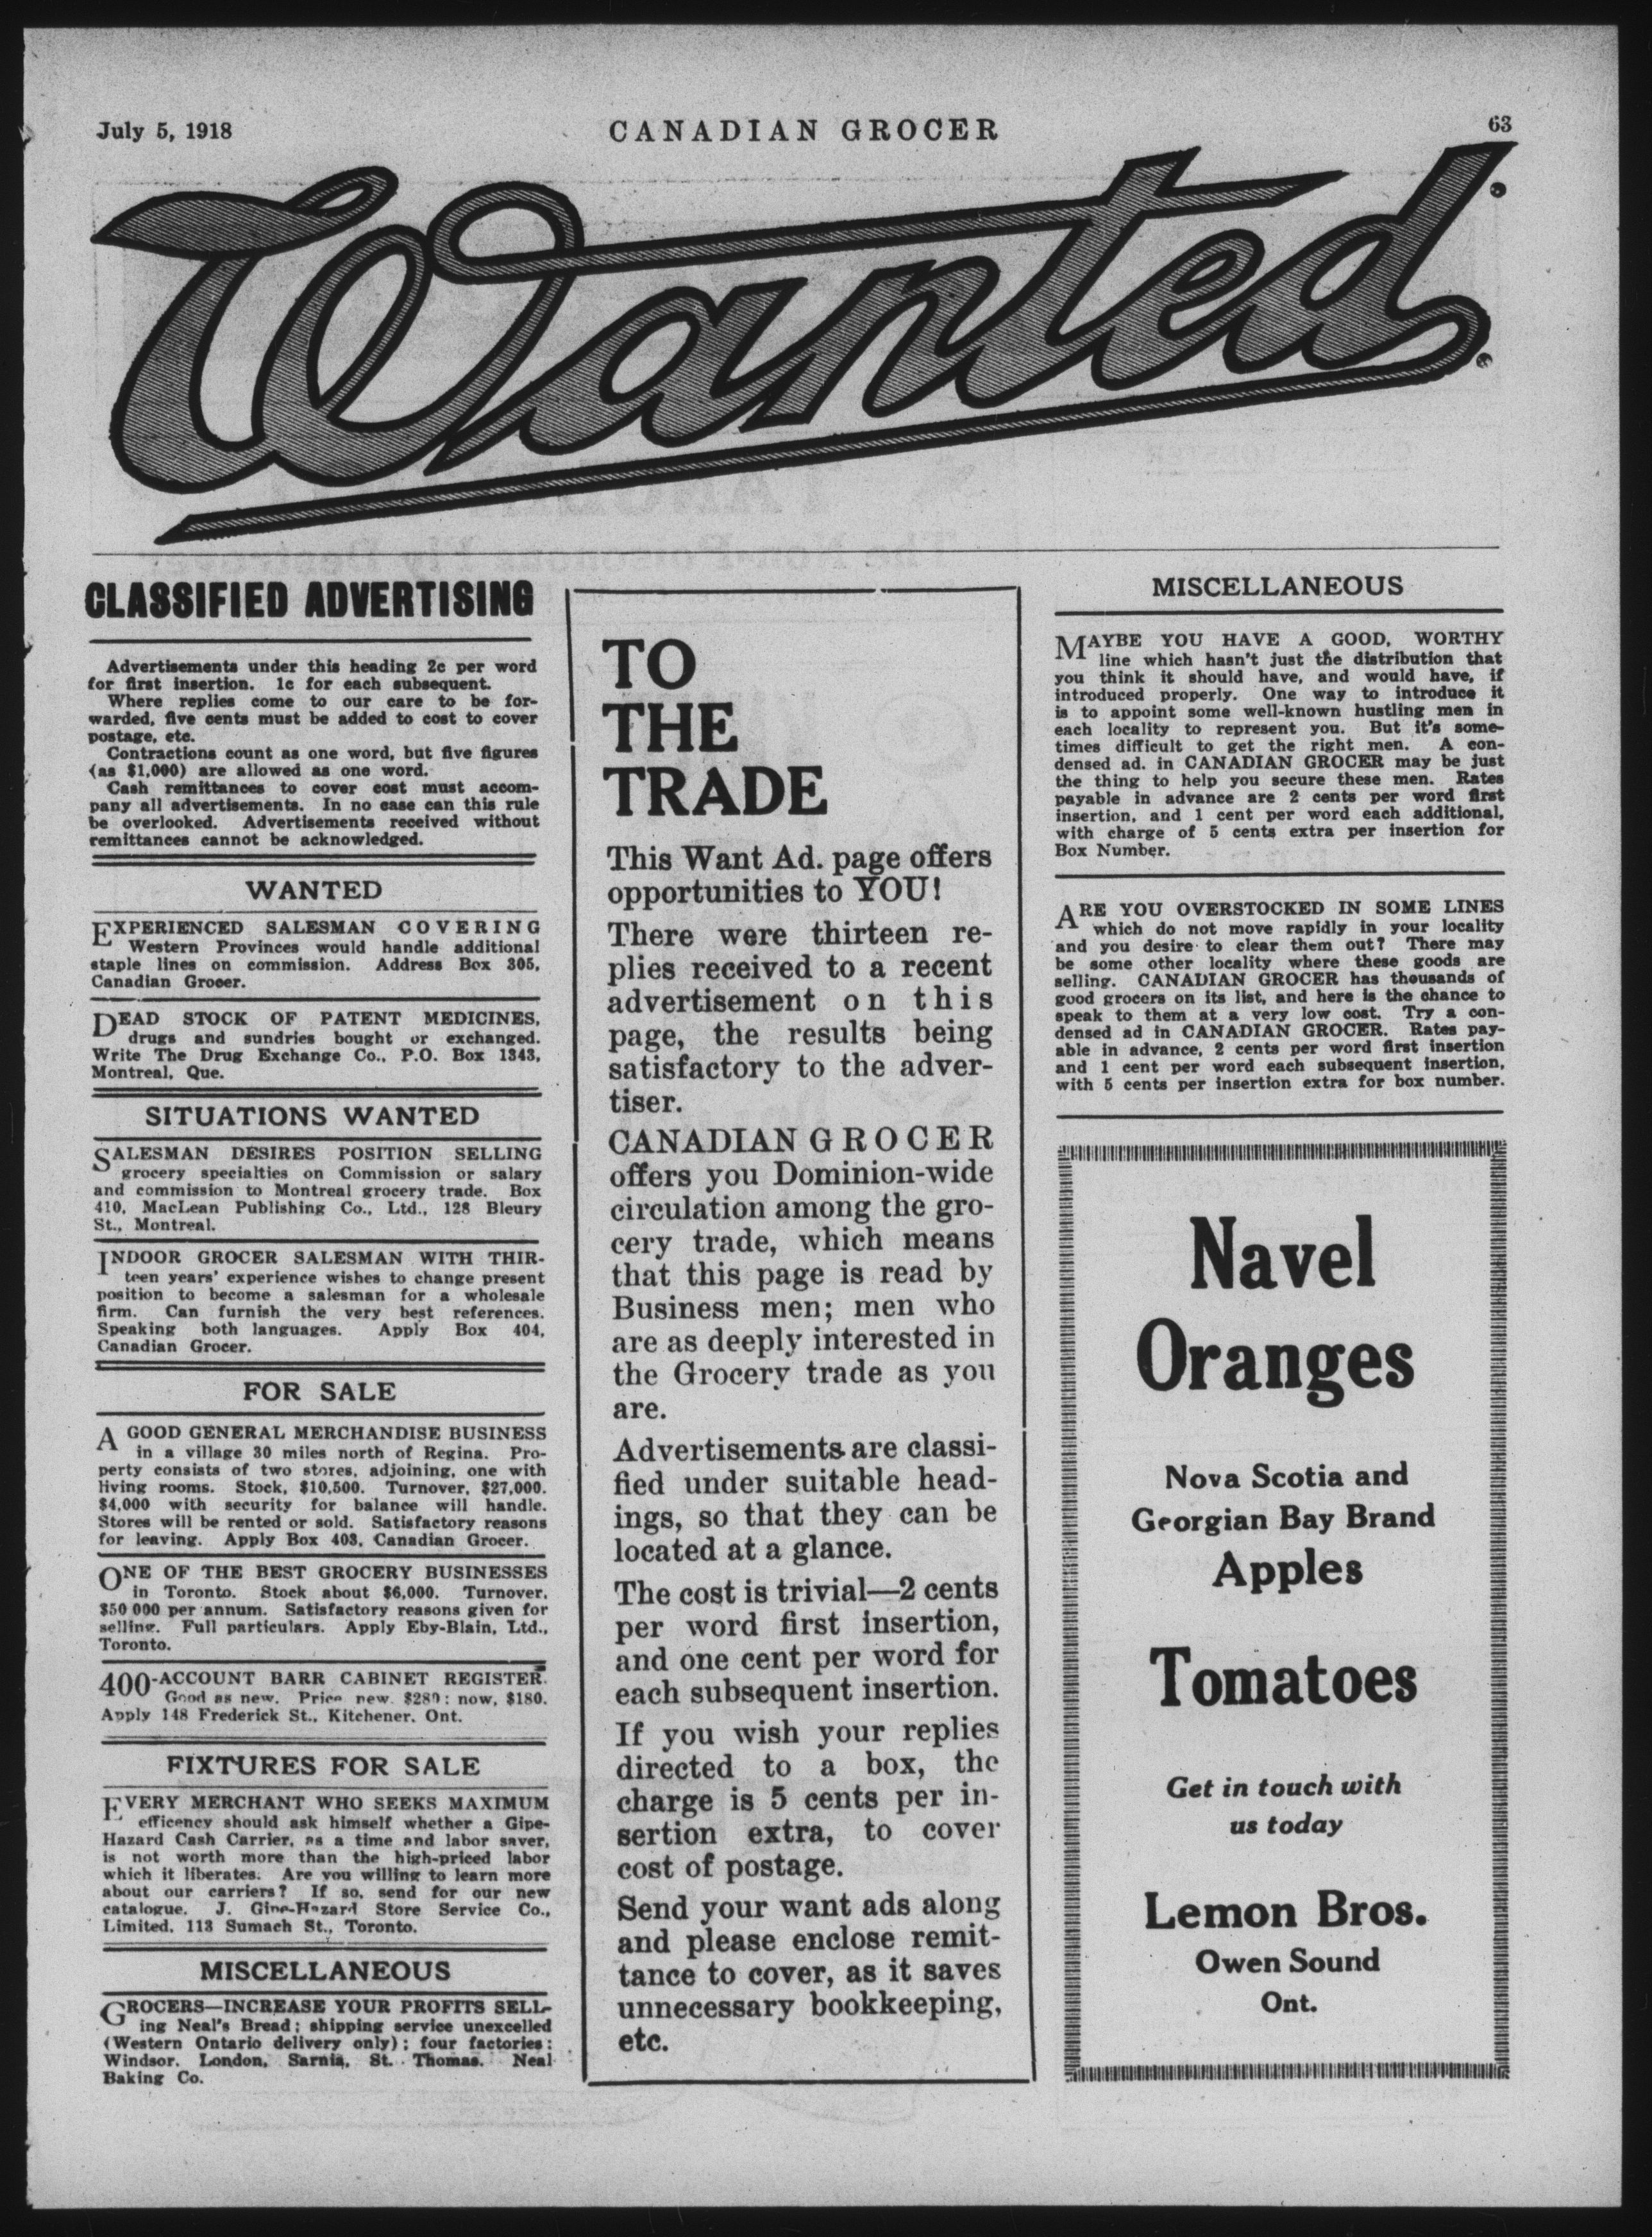 July 5, 1918
CANADIAN GROCER
63
Wanted
CLASSIFIED ADVERTISING
Advertisements under this heading 2c per word
for first insertion. 1c for each subsequent.
Where replies come to our care to be for-
warded, five cents must be added to cost to cover
postage, etc.
Contractions count as one word, but five figures
(as $1,000) are allowed as one word.
Cash remittances to cover cost must accom-
pany all advertisements. In no case can this rule
be overlooked. Advertisements received without
remittances cannot be acknowledged.
WANTED
EXPERIENCED SALESMAN COVERING
Western Provinces would handle additional
staple lines on commission. Address Box 305,
Canadian Grocer.
DEAD STOCK OF PATENT MEDICINES,
drugs and sundries bought or exchanged.
Write The Drug Exchange Co., P.O. Box 1343,
Montreal, Que.
SITUATIONS WANTED
SALESMAN DESIRES POSITION SELLING
grocery specialties on Commission or salary
and commission to Montreal grocery trade. Box
410, MacLean Publishing Co., Ltd., 128 Bleury
St., Montreal.
INDOOR GROCER SALESMAN WITH THIR-
teen years' experience wishes to change present
position to become a salesman for a wholesale
firm. Can furnish the very best references.
Speaking both languages. Apply Box 404,
Canadian Grocer.
FOR SALE
A GOOD GENERAL MERCHANDISE BUSINESS
in a village 30 miles north of Regina. Pro-
perty consists of two stores, adjoining, one with
living rooms. Stock, $10,500. Turnover, $27,000.
$4,000 with security for balance will handle.
Stores will be rented or sold. Satisfactory reasons
for leaving. Apply Box 403, Canadian Grocer.
ONE OF THE BEST GROCERY BUSINESSES
in Toronto. Stock about $6,000. Turnover,
$50 000 per annum. Satisfactory reasons given for
selling. Full particulars. Apply Eby-Blain, Ltd.,
Toronto.
400-ACCOUNT BARR CABINET REGISTER.
Good as new. Price new, $280; now, $180.
Apply 148 Frederick St., Kitchener, Ont.
FIXTURES FOR SALE
EVERY MERCHANT WHO SEEKS MAXIMUM
efficency should ask himself whether a Gipe-
Hazard Cash Carrier, as a time and labor saver,
is not worth more than the high-priced labor
which it liberates. Are you willing to learn more
about our carriers? If so, send for our new
catalogue. J. Gipe-Hazard Store Service Co.,
Limited, 113 Sumach St., Toronto.
MISCELLANEOUS
GROCERS—INCREASE YOUR PROFITS SELL-
ing Neal's Bread; shipping service unexcelled
(Western Ontario delivery only); four factories:
Windsor, London, Sarnia, St. Thomas. Neal
Baking Co.
TO
THE
TRADE
This Want Ad. page offers
opportunities to YOU!
There were thirteen re-
plies received to a recent
advertisement on this
page, the results being
satisfactory to the adver-
tiser.
CANADIAN GROCER
offers you Dominion-wide
circulation among the gro-
cery trade, which means
that this page is read by
Business men; men who
are as deeply interested in
the Grocery trade as you
are.
Advertisements are classi-
fied under suitable head-
ings, so that they can be
located at a glance.
The cost is trivial—2 cents
per word first insertion,
and one cent per word for
each subsequent insertion.
If you wish your replies
directed to a box, the
charge is 5 cents per in-
sertion extra, to cover
cost of postage.
Send your want ads along
and please enclose remit-
tance to cover, as it saves
unnecessary bookkeeping,
etc.
MISCELLANEOUS
MAYBE YOU HAVE A GOOD, WORTHY
line which hasn't just the distribution that
you think it should have, and would have, if
introduced properly. One way to introduce it
is to appoint some well-known hustling men in
each locality to represent you. But it's some-
times difficult to get the right men. A con-
densed ad. in CANADIAN GROCER may be just
the thing to help you secure these men. Rates
payable in advance are 2 cents per word first
insertion, and 1 cent per word each additional,
with charge of 5 cents extra per insertion for
Box Number.
ARE YOU OVERSTOCKED IN SOME LINES
which do not move rapidly in your locality
and you desire to clear them out? There may
be some other locality where these goods are
selling. CANADIAN GROCER has thousands of
good grocers on its list, and here is the chance to
speak to them at a very low cost. Try a con-
densed ad in CANADIAN GROCER. Rates pay-
able in advance, 2 cents per word first insertion
and 1 cent per word each subsequent insertion,
with 5 cents per insertion extra for box number.
Navel
Oranges
Nova Scotia and
Georgian Bay Brand
Apples
Tomatoes
Get in touch with
us today
Lemon Bros.
Owen Sound
Ont.